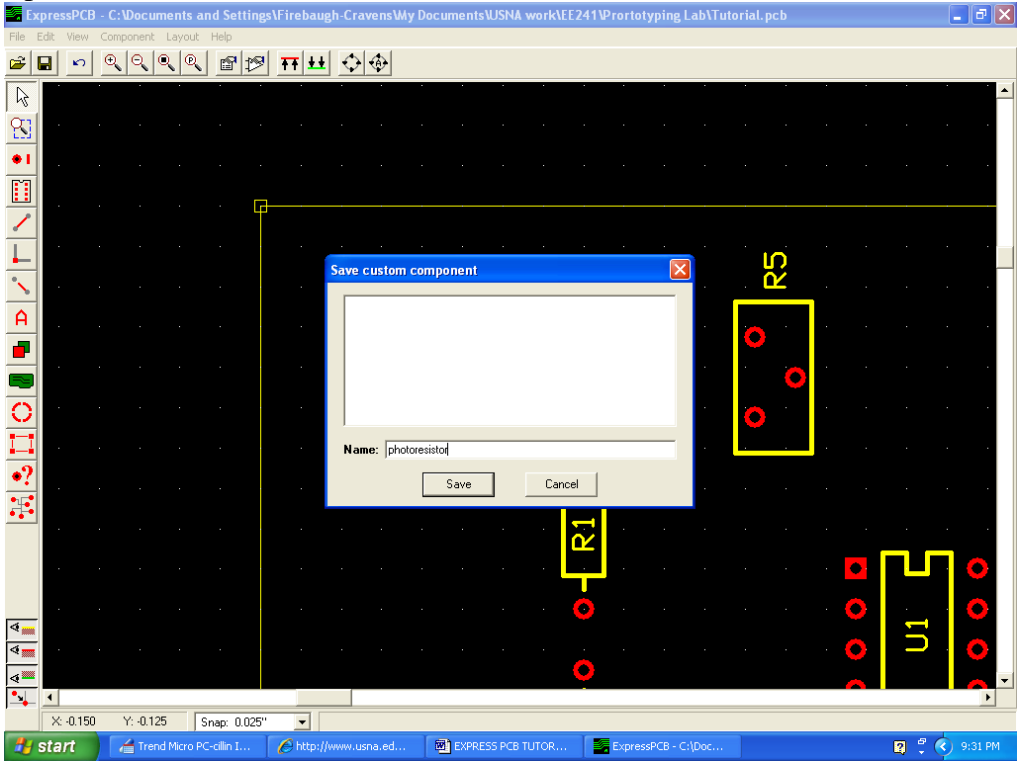 ExpressPCB - C:\Documents and Settings\Firebaugh-Cravens\My Documents\USNA work\EE241\Prortotyping Lab\Tutorial.pcb
File Edit View Component Layout Help
R5
Save custom component
Name: photoresistor
Save Cancel
R1
U1
X: -0.150 Y: -0.125 Snap: 0.025"
start Trend Micro PC-cillin I... http://www.usna.ed... EXPRESS PCB TUTOR... ExpressPCB - C:\Doc... 9:31 PM